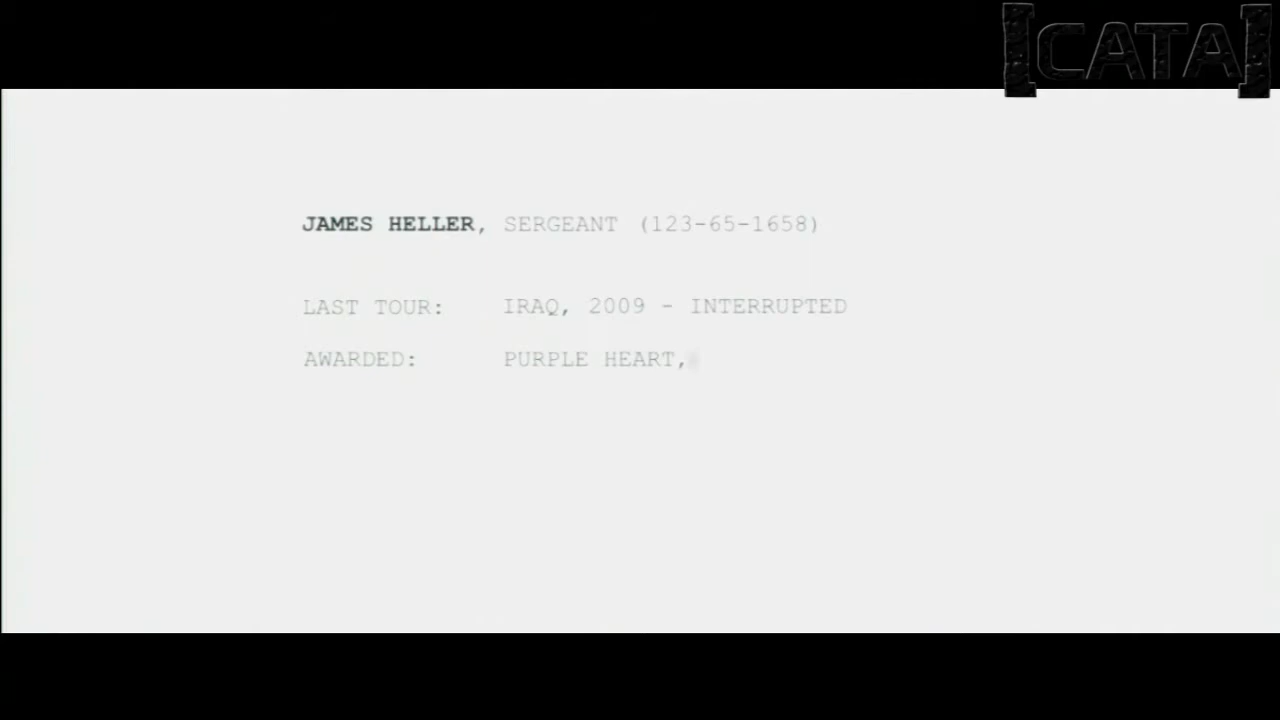 [CATA]
JAMES HELLER, SERGEANT (123-65-1658)
LAST TOUR: IRAQ, 2009 - INTERRUPTED
AWARDED: PURPLE HEART,